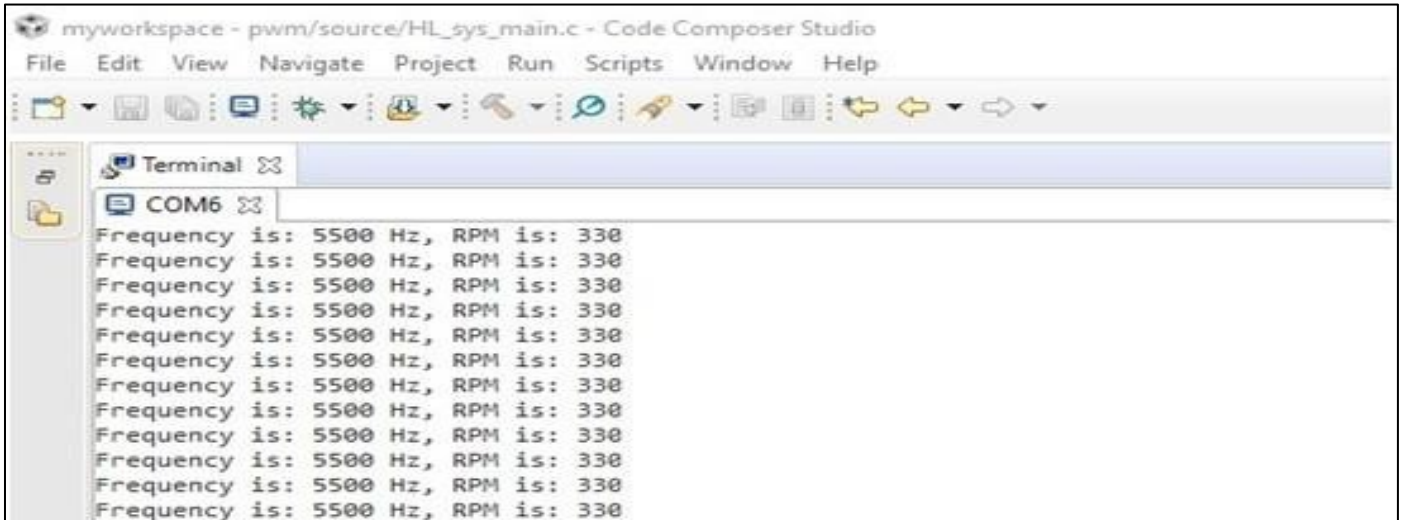 myworkspace - pwm/source/HL_sys_main.c - Code Composer Studio
File Edit View Navigate Project Run Scripts Window Help
Terminal
COM6
Frequency is: 5500 Hz, RPM is: 330
Frequency is: 5500 Hz, RPM is: 330
Frequency is: 5500 Hz, RPM is: 330
Frequency is: 5500 Hz, RPM is: 330
Frequency is: 5500 Hz, RPM is: 330
Frequency is: 5500 Hz, RPM is: 330
Frequency is: 5500 Hz, RPM is: 330
Frequency is: 5500 Hz, RPM is: 330
Frequency is: 5500 Hz, RPM is: 330
Frequency is: 5500 Hz, RPM is: 330
Frequency is: 5500 Hz, RPM is: 330
Frequency is: 5500 Hz, RPM is: 330